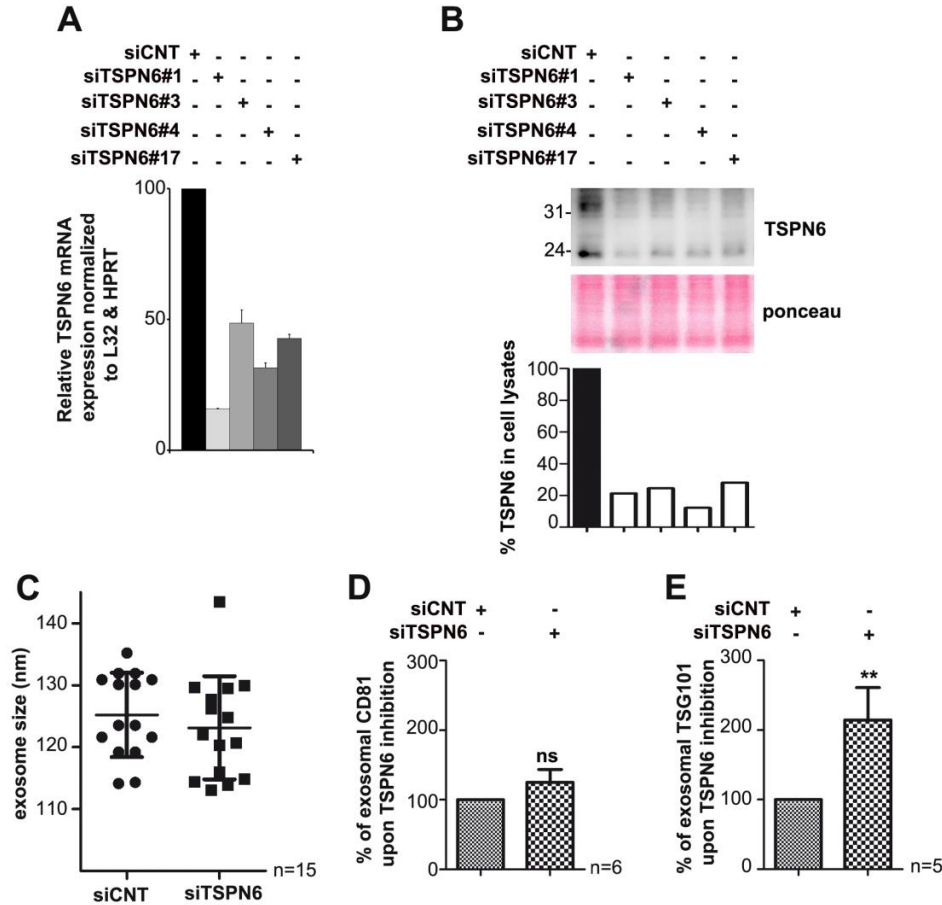 A
siCNT + - - - -
siTSPN6#1 - + - - -
siTSPN6#3 - - + - -
siTSPN6#4 - - - + -
siTSPN6#17 - - - - +
Relative TSPN6 mRNA
expression normalized
to L32 & HPRT
100
50
0
B
siCNT + - - - -
siTSPN6#1 - + - - -
siTSPN6#3 - - + - -
siTSPN6#4 - - - + -
siTSPN6#17 - - - - +
31-
24-
TSPN6
ponceau
% TSPN6 in cell lysates
100
80
60
40
20
0
C
exosome size (nm)
140
130
120
110
siCNT
siTSPN6
n=15
D
siCNT + -
siTSPN6 - +
% of exosomal CD81
upon TSPN6 inhibition
300
200
100
0
ns
n=6
E
siCNT + -
siTSPN6 - +
% of exosomal TSG101
upon TSPN6 inhibition
300
200
100
0
**
n=5